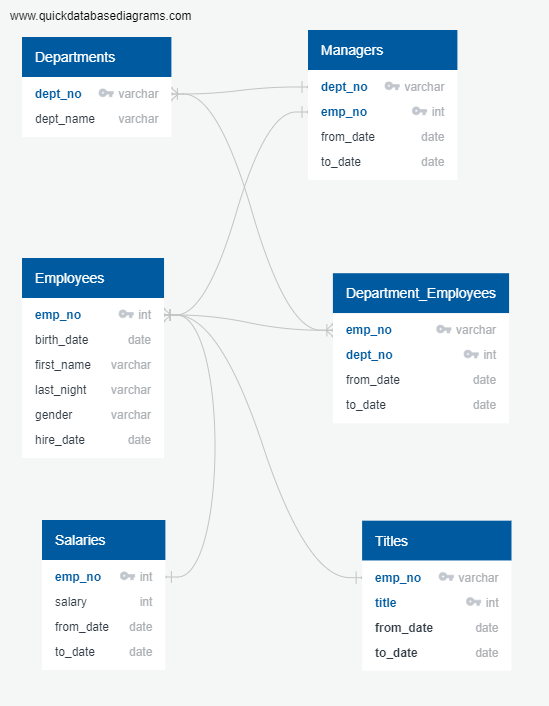 www.quickdatabasediagrams.com
Departments
dept_no varchar
dept_name varchar
Managers
dept_no varchar
emp_no int
from_date date
to_date date
Employees
emp_no int
birth_date date
first_name varchar
last_night varchar
gender varchar
hire_date date
Department_Employees
emp_no varchar
dept_no int
from_date date
to_date date
Salaries
emp_no int
salary int
from_date date
to_date date
Titles
emp_no varchar
title int
from_date date
to_date date